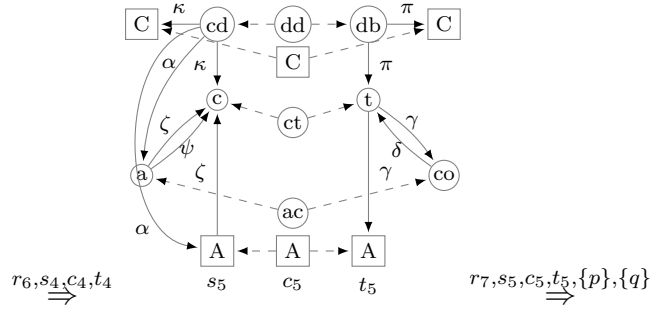 C κ cd dd db π C
α κ C π
c t
ζ ct γ
ψ δ
a ζ γ co
ac
α A A A
r₆,s₄,c₄,t₄ s₅ c₅ t₅ r₇,s₅,c₅,t₅,{p},{q}
⇒ ⇒